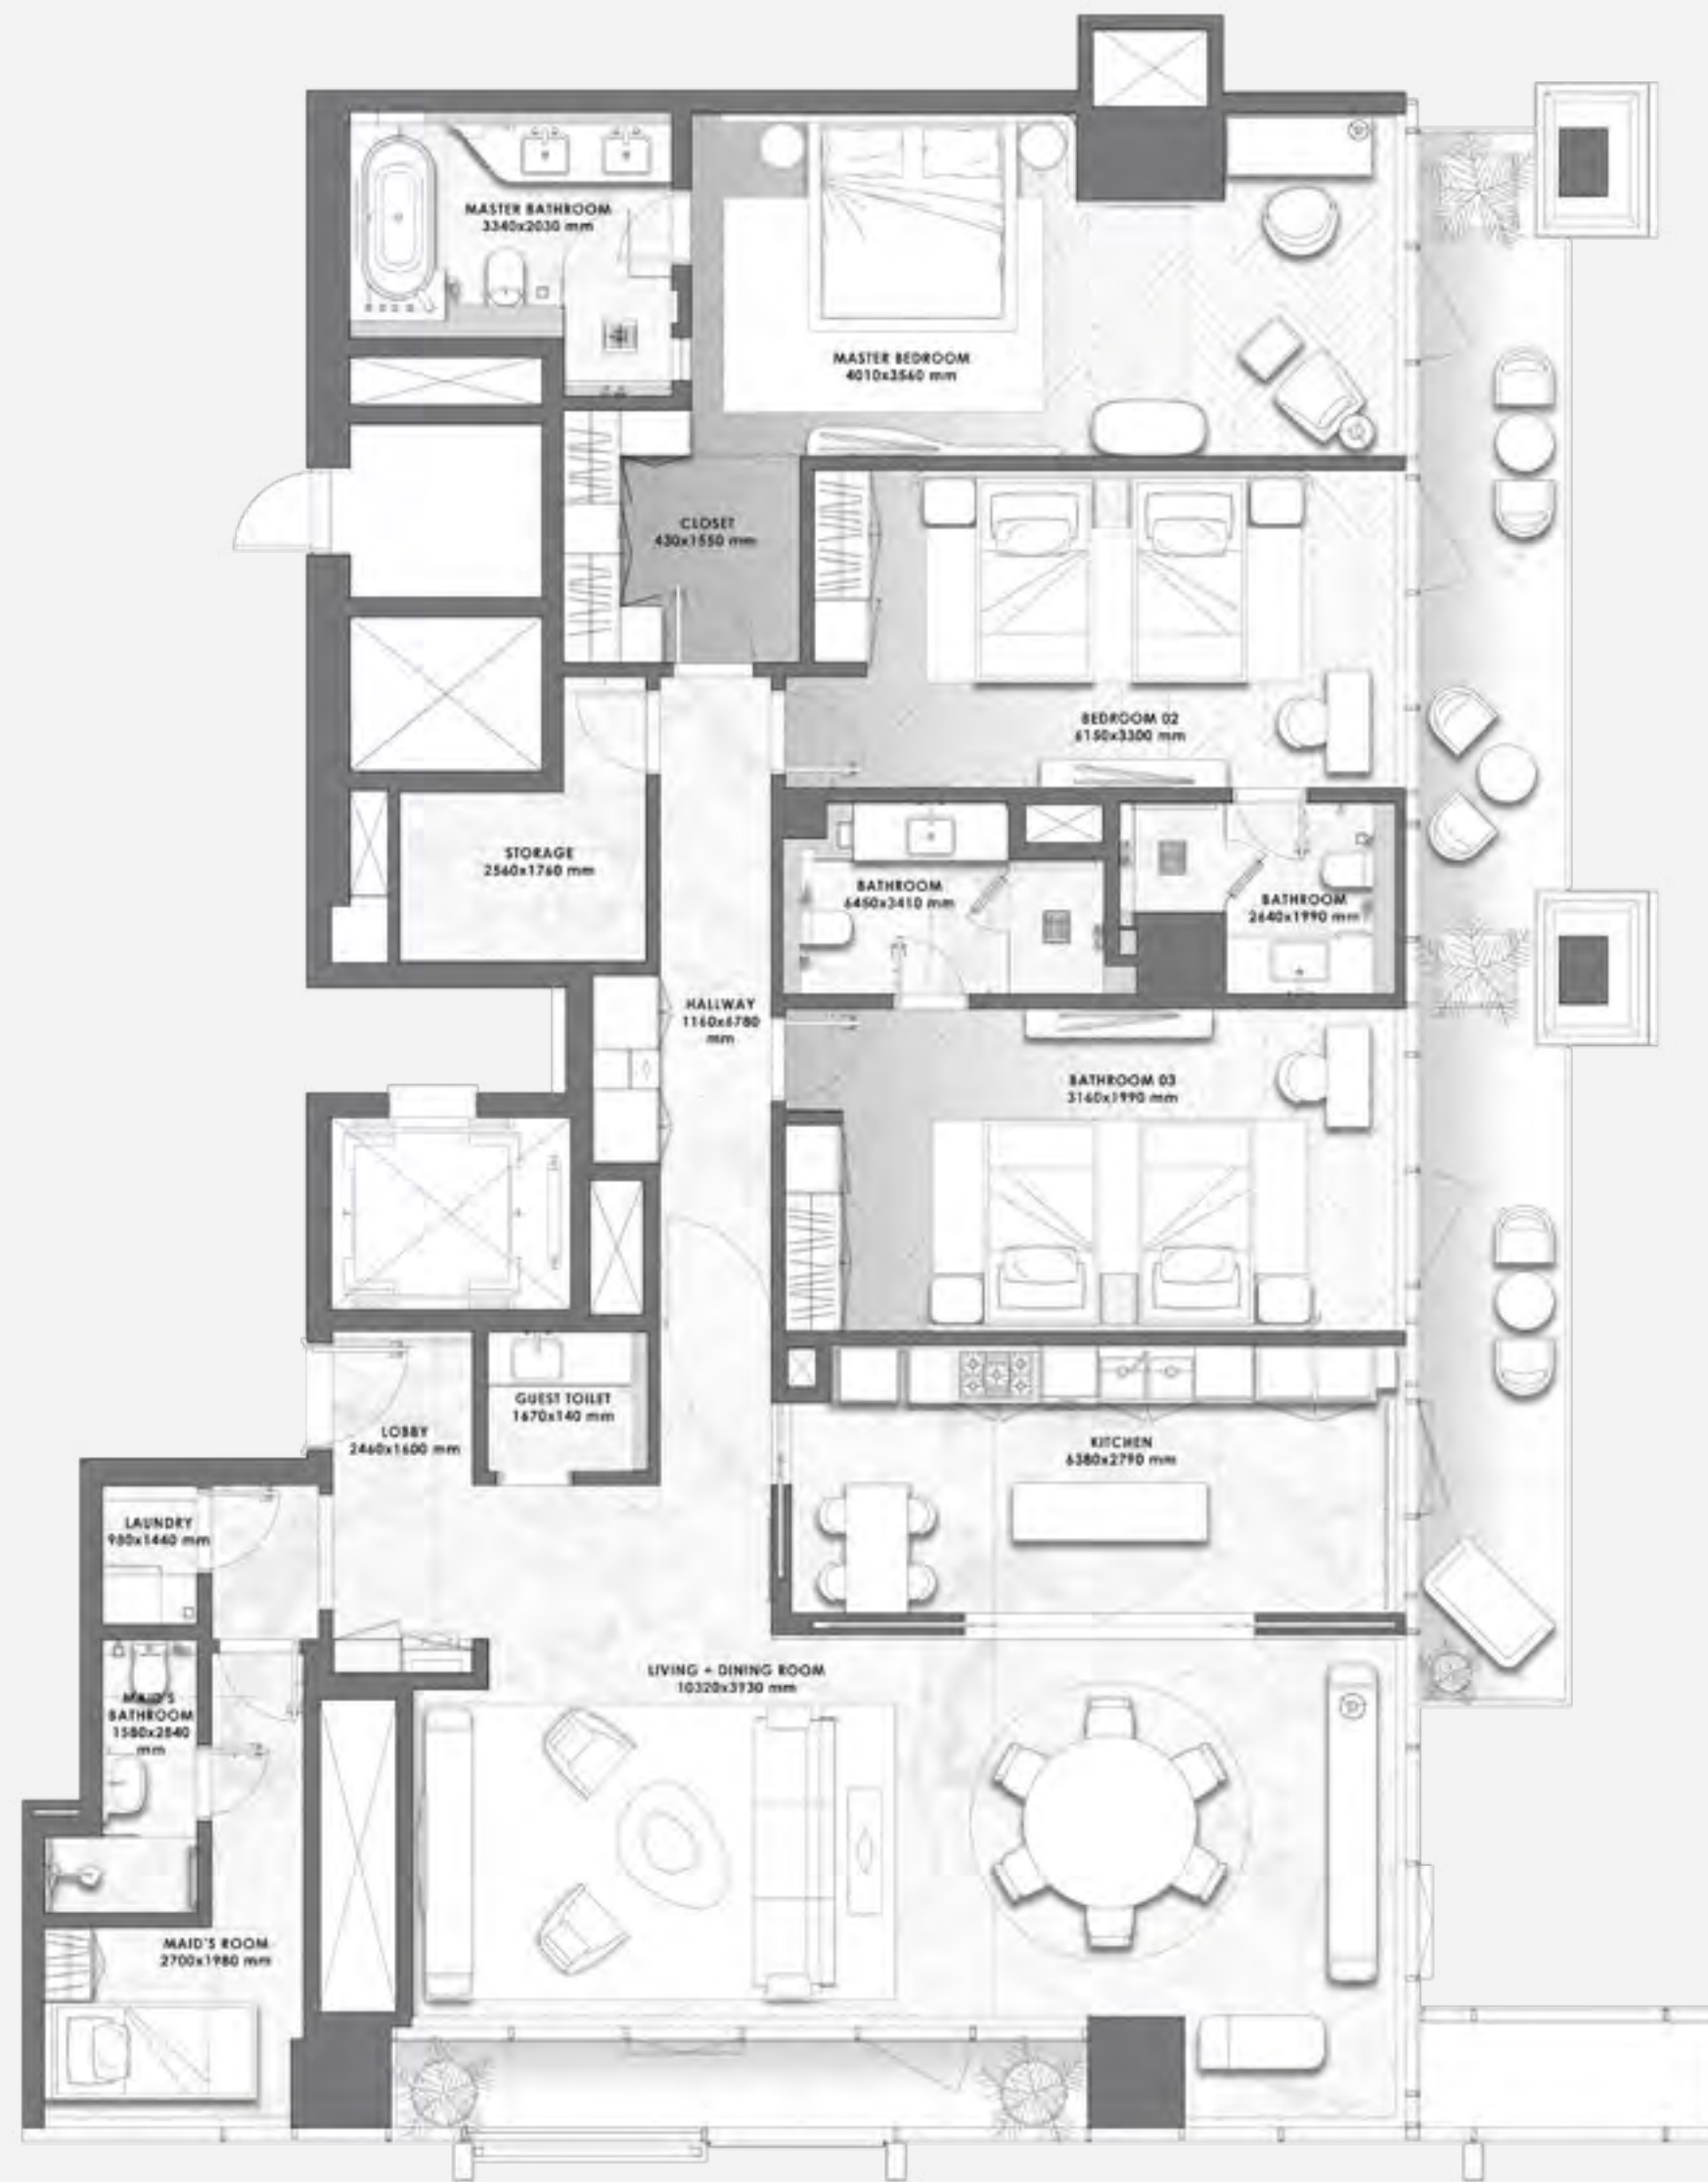 MASTER BATHROOM
3340x2030 mm
MASTER BEDROOM
4010x3560 mm
CLOSET
430x1550 mm
BEDROOM 02
6150x3300 mm
STORAGE
2560x1760 mm
BATHROOM
6450x3410 mm
BATHROOM
2640x1990 mm
HALLWAY
1160x6780
mm
BATHROOM 03
3160x1990 mm
GUEST TOILET
1670x140 mm
LOBBY
2460x1600 mm
KITCHEN
6380x2790 mm
LAUNDRY
980x1440 mm
LIVING + DINING ROOM
10320x3930 mm
MAID'S
BATHROOM
1580x2840
mm
MAID'S ROOM
2700x1980 mm